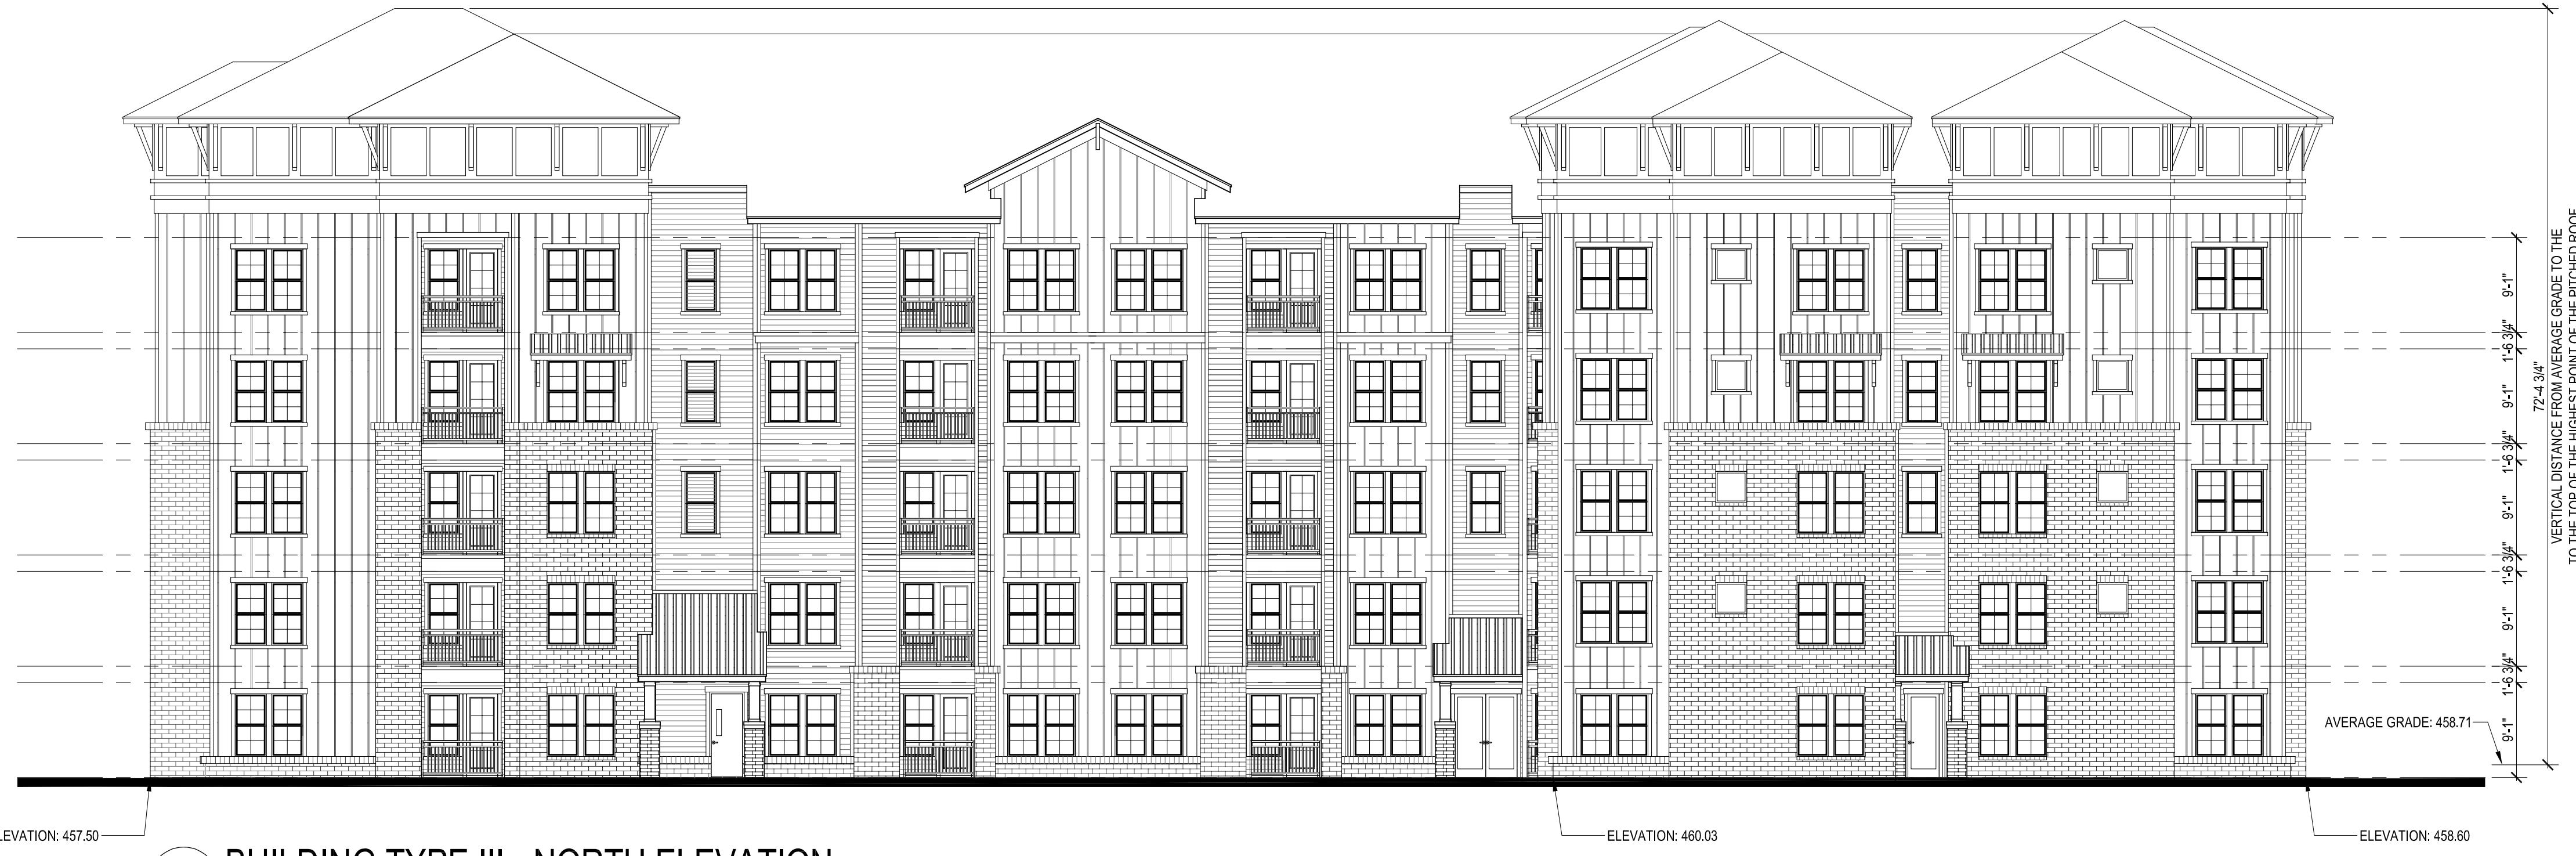 9'-1"
1'-6 3/4"
9'-1"
1'-6 3/4"
9'-1"
1'-6 3/4"
9'-1"
1'-6 3/4"
9'-1"
72'-4 3/4"
VERTICAL DISTANCE FROM AVERAGE GRADE TO THE
TO THE TOP OF THE HIGHEST POINT OF THE PITCHED ROOF
AVERAGE GRADE: 458.71
LEVATION: 457.50
ELEVATION: 460.03
ELEVATION: 458.60
BUILDING TYPE III - NORTH ELEVATION